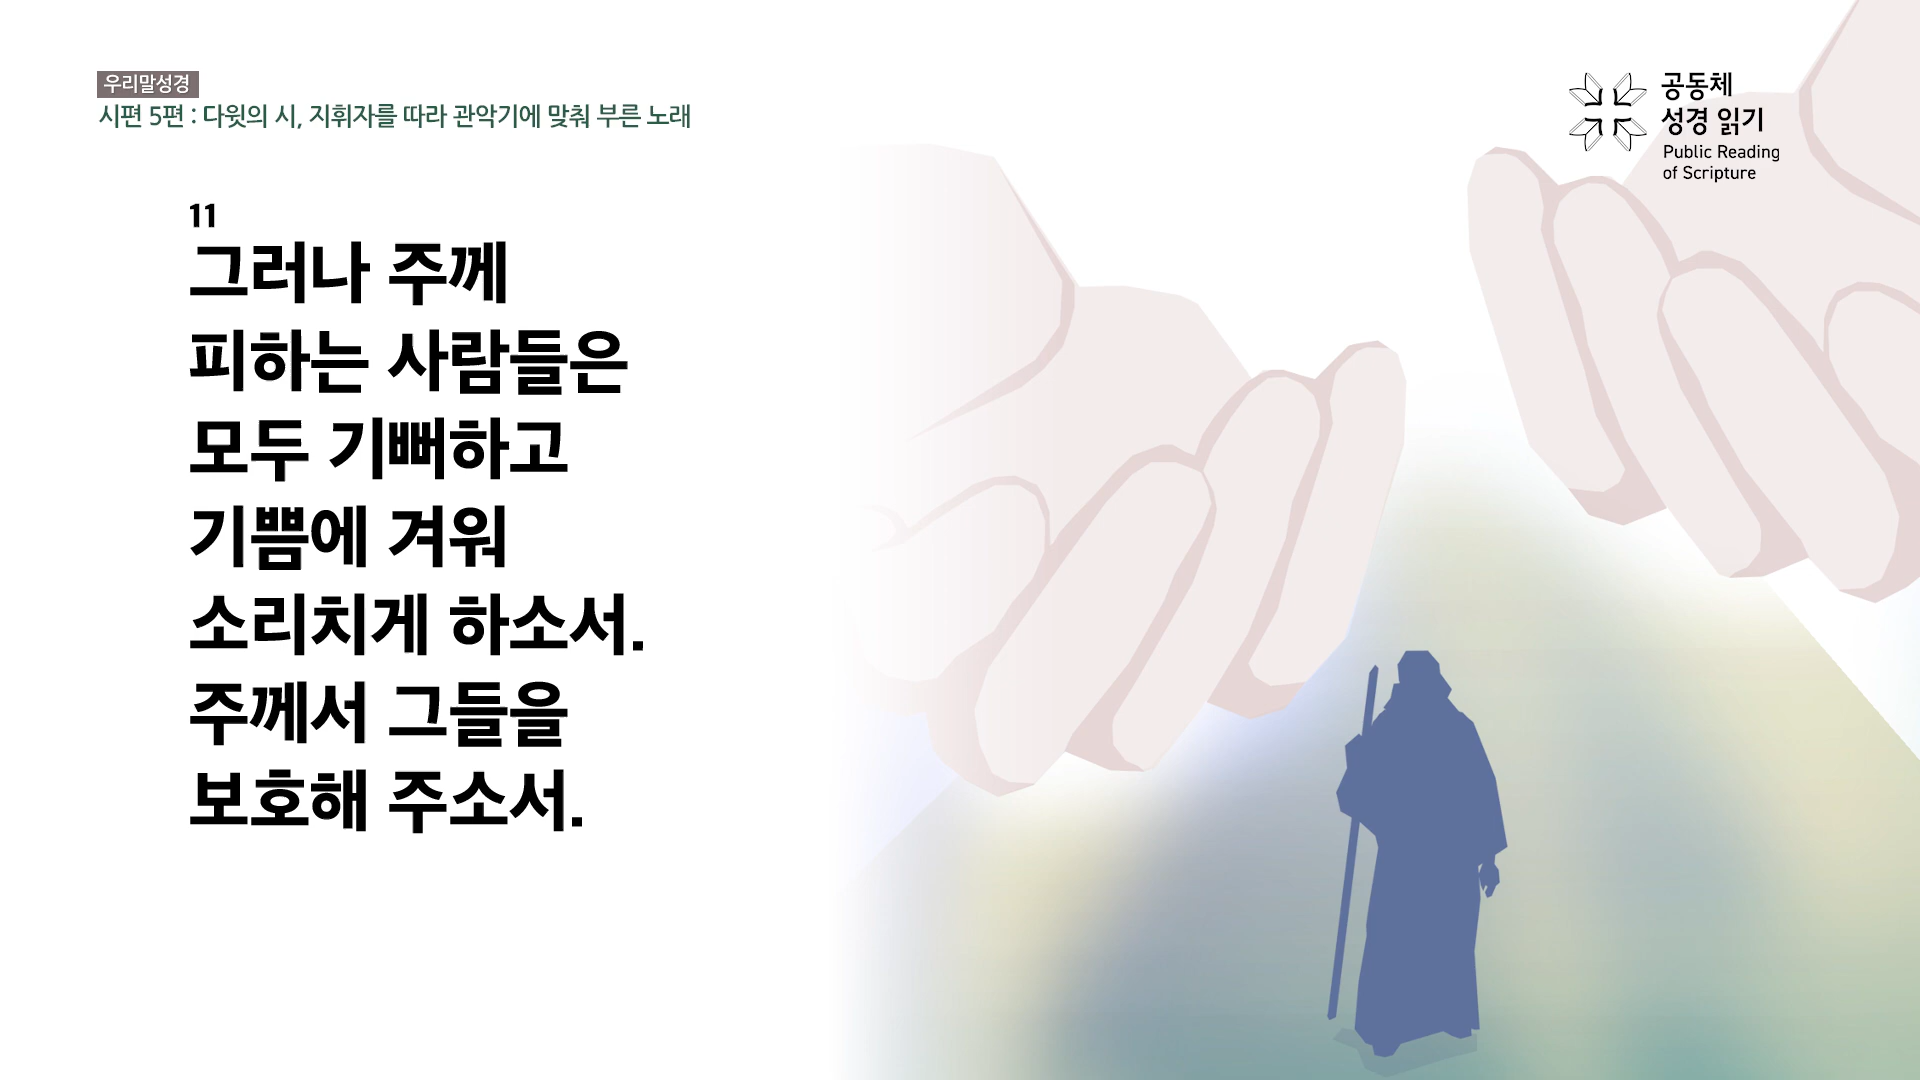 우리말성경
시편 5편 : 다윗의 시, 지휘자를 따라 관악기에 맞춰 부른 노래
공동체
성경 읽기
Public Reading
of Scripture
11
그러나 주께
피하는 사람들은
모두 기뻐하고
기쁨에 겨워
소리치게 하소서.
주께서 그들을
보호해 주소서.